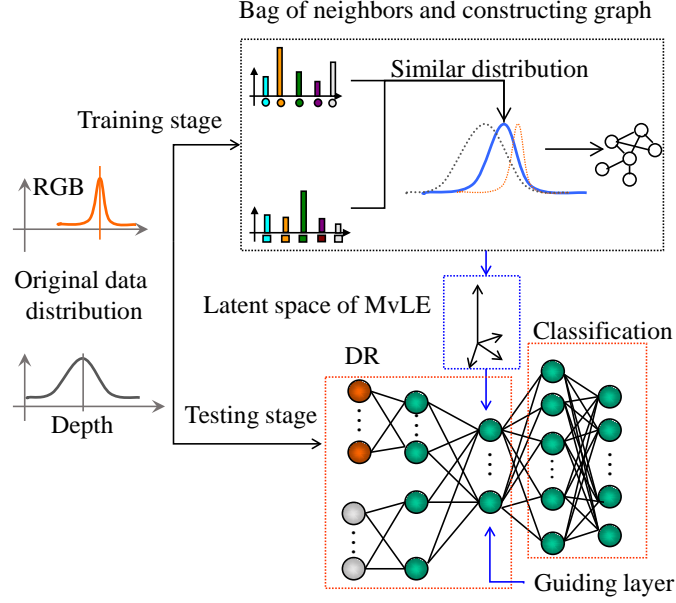 Bag of neighbors and constructing graph
Similar distribution
Training stage
RGB
Original data
distribution
Latent space of MvLE
Classification
DR
Depth
Testing stage
Guiding layer